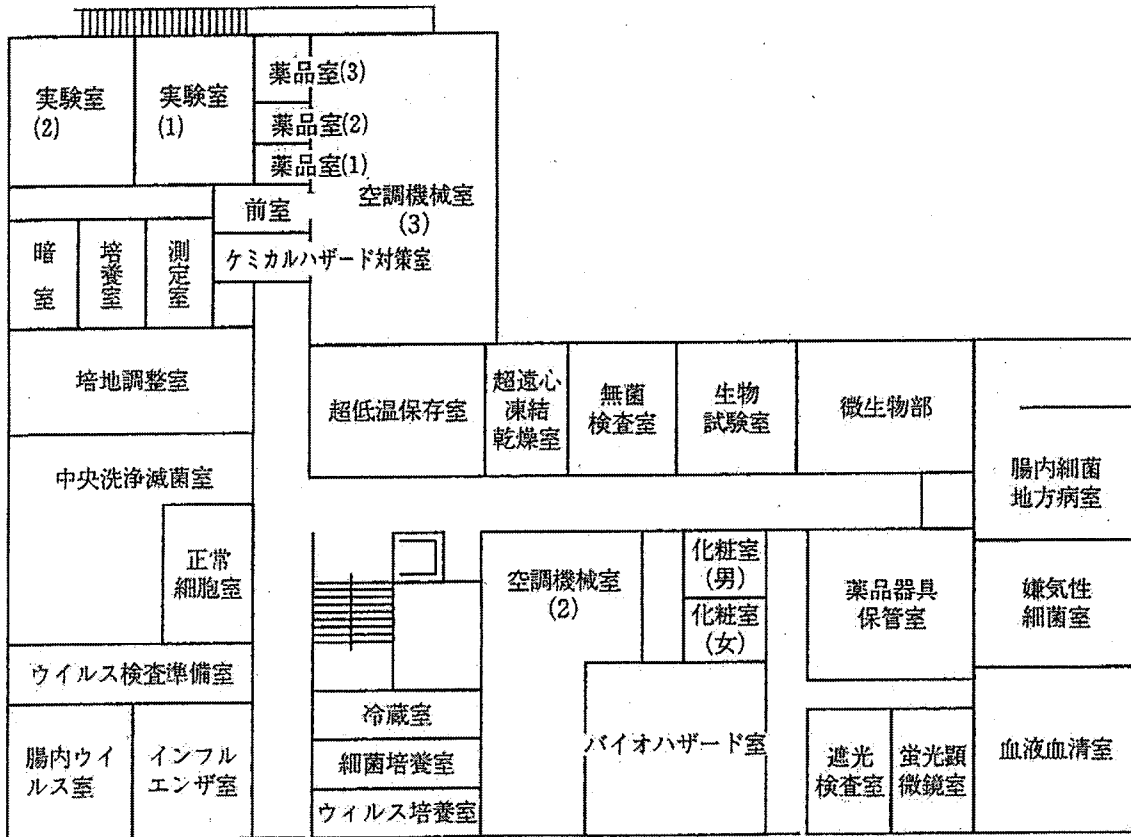 実験室
(2)
実験室
(1)
薬品室(3)
薬品室(2)
薬品室(1)
前室
空調機械室
(3)
ケミカルハザード対策室
暗室
培養室
測定室
培地調整室
超低温保存室
超遠心
凍結
乾燥室
無菌
検査室
生物
試験室
微生物部
腸内細菌
地方病室
中央洗浄滅菌室
正常
細胞室
空調機械室
(2)
化粧室
(男)
化粧室
(女)
薬品器具
保管室
嫌気性
細菌室
ウイルス検査準備室
腸内ウイ
ルス室
インフル
エンザ室
冷蔵室
細菌培養室
ウィルス培養室
バイオハザード室
遮光
検査室
蛍光顕
微鏡室
血液血清室